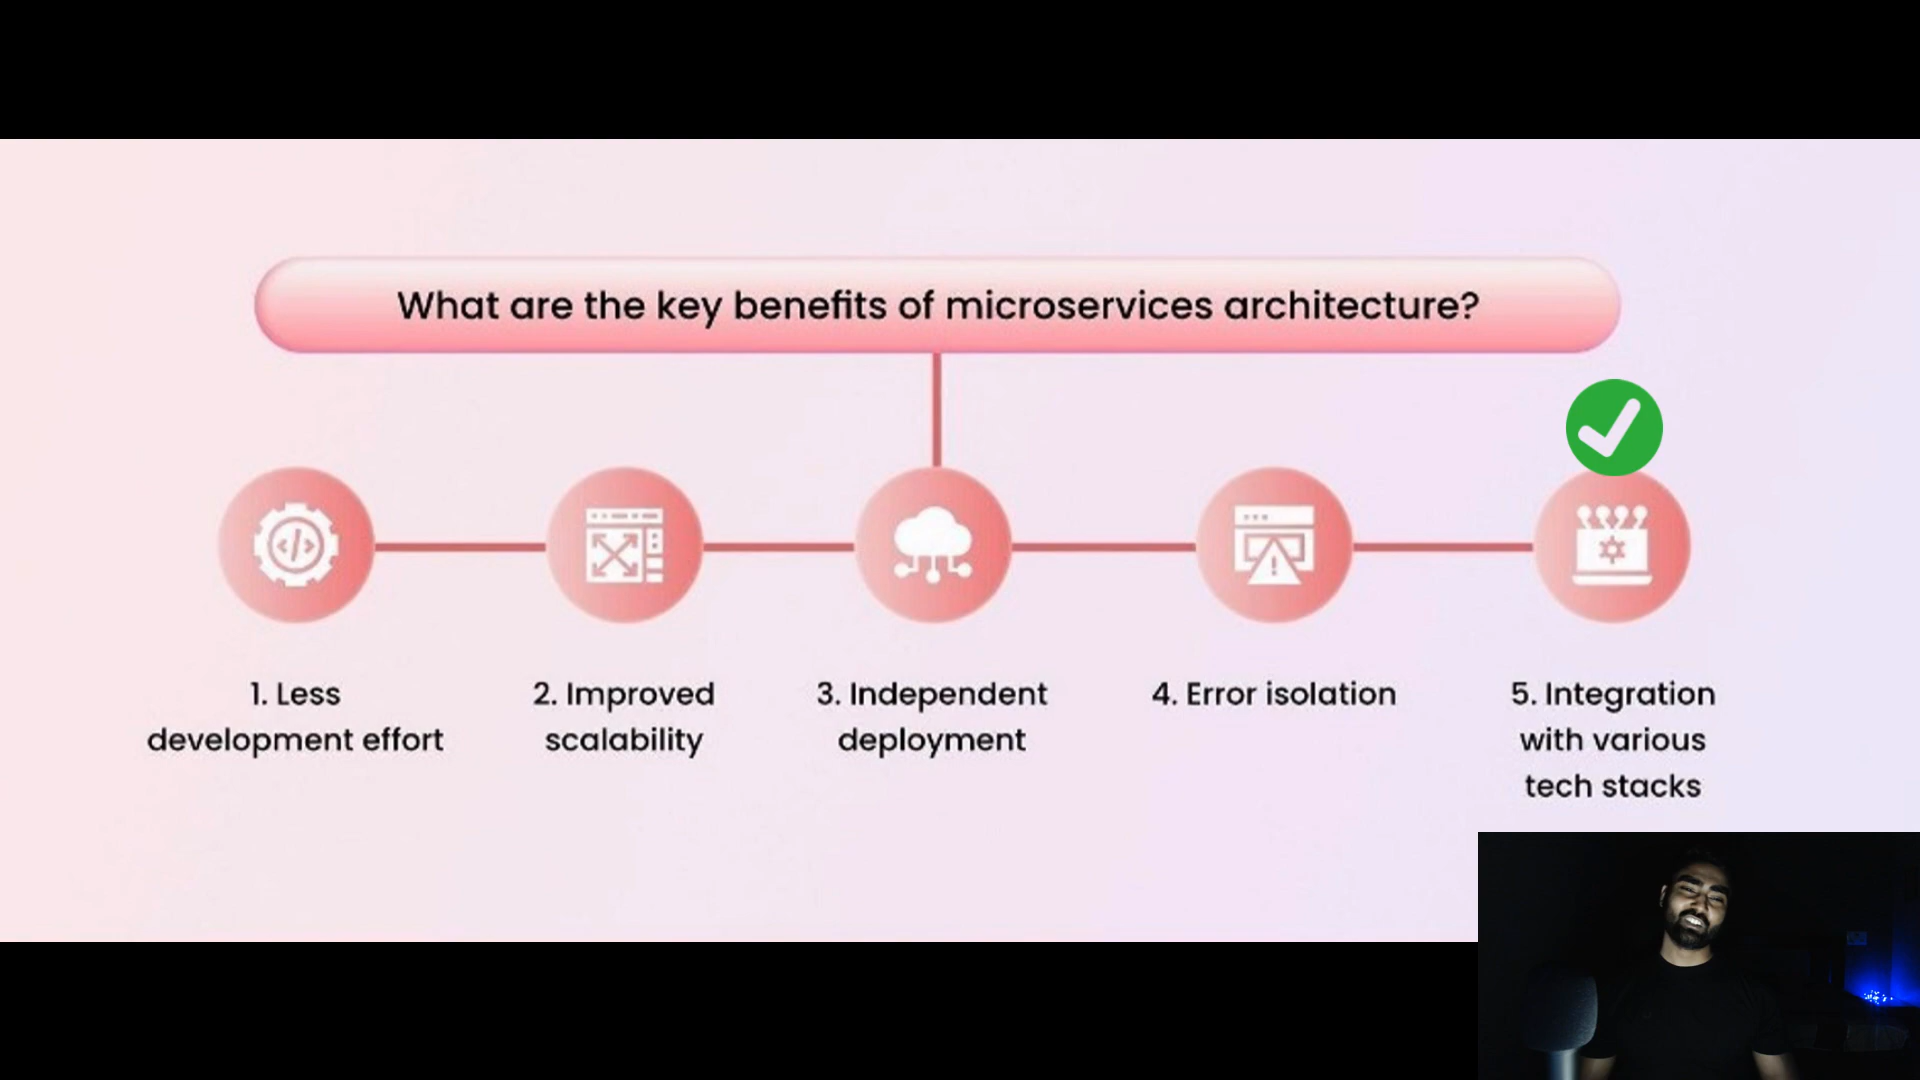 What are the key benefits of microservices architecture?
1. Less
development effort
2. Improved
scalability
3. Independent
deployment
4. Error isolation
5. Integration
with various
tech stacks